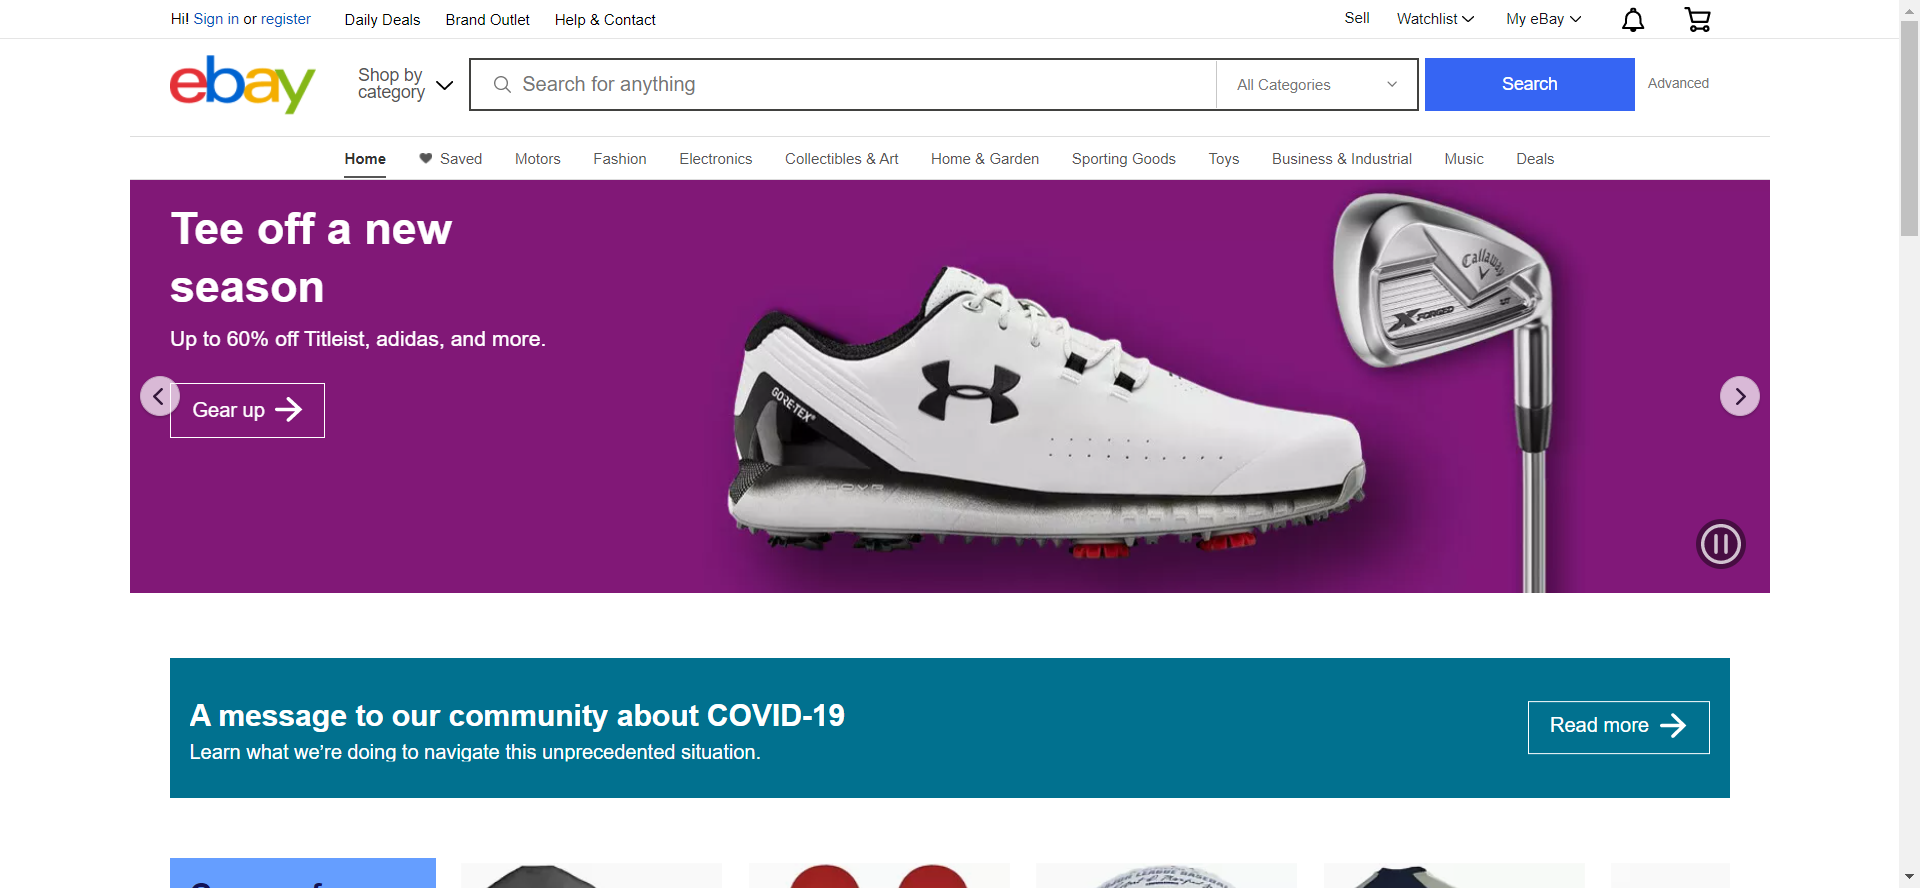 Hi! Sign in or register
Daily Deals
Brand Outlet
Help & Contact
Sell
Watchlist
My eBay
ebay
Shop by
category
Search for anything
All Categories
Search
Advanced
Home
Saved
Motors
Fashion
Electronics
Collectibles & Art
Home & Garden
Sporting Goods
Toys
Business & Industrial
Music
Deals
Tee off a new
season
Up to 60% off Titleist, adidas, and more.
Gear up
GORE-TEX
Callaway
X FORGED
A message to our community about COVID-19
Learn what we're doing to navigate this unprecedented situation.
Read more